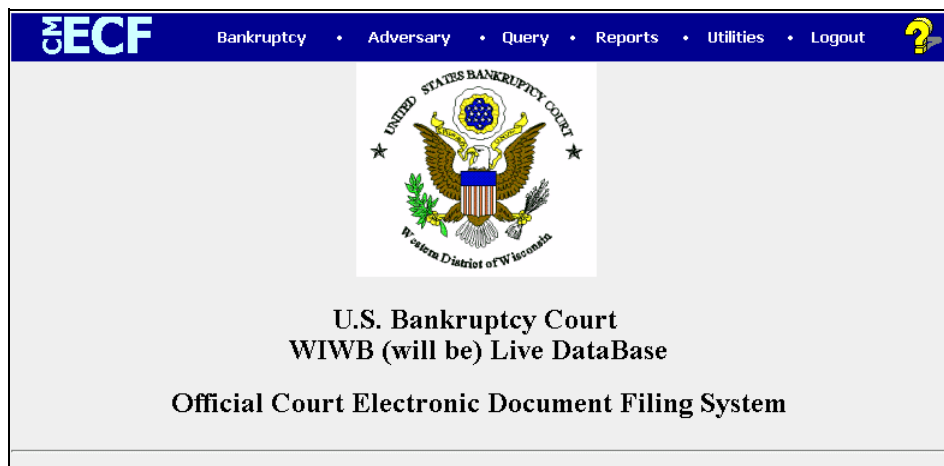 CM ECF Bankruptcy • Adversary • Query • Reports • Utilities • Logout ?
UNITED STATES BANKRUPTCY COURT
Western District of Wisconsin
U.S. Bankruptcy Court
WIWB (will be) Live DataBase
Official Court Electronic Document Filing System